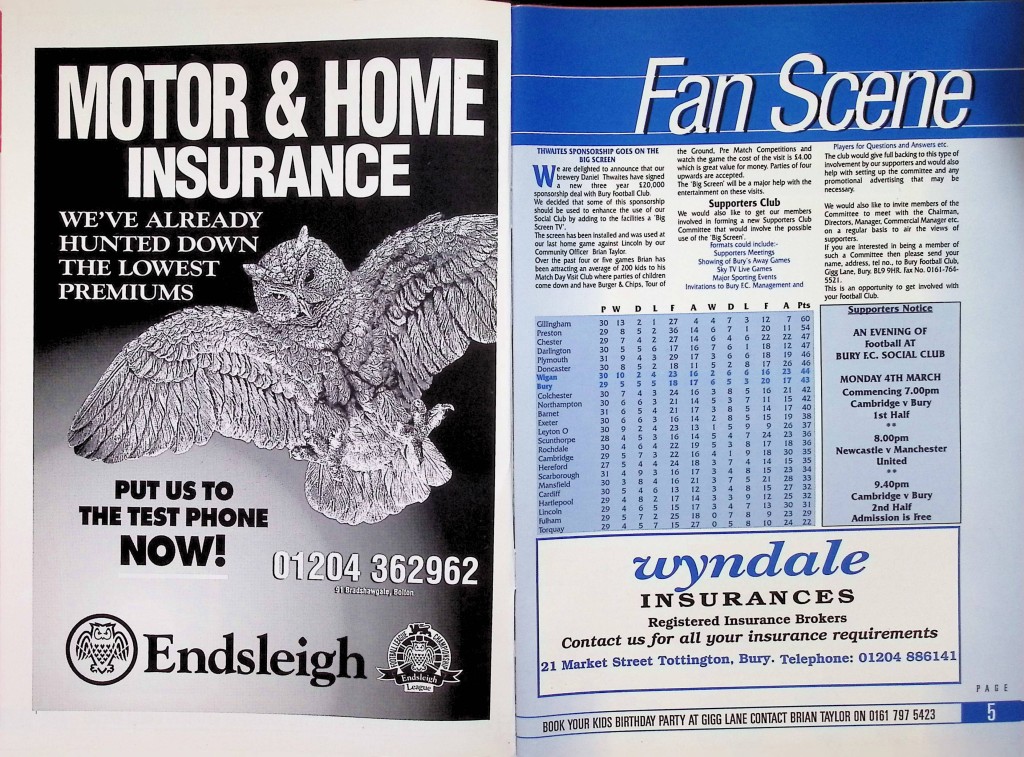 MOTOR & HOME
INSURANCE
WE'VE ALREADY
HUNTED DOWN
THE LOWEST
PREMIUMS
PUT US TO
THE TEST PHONE
NOW!
01204 362962
91 Bradshawgate, Bolton
Endsleigh
Endsleigh
League
Fan Scene
THWAITES SPONSORSHIP GOES ON THE
BIG SCREEN
We are delighted to announce that our
brewery Daniel Thwaites have signed
a new three year £20,000
sponsorship deal with Bury Football Club.
We decided that some of this sponsorship
should be used to enhance the use of our
Social Club by adding to the facilities a 'Big
Screen TV'.
The screen has been installed and was used at
our last home game against Lincoln by our
Community Officer Brian Taylor.
Over the past four or five games Brian has
been attracting an average of 200 kids to his
Match Day Visit Club where parties of children
come down and have Burger & Chips, Tour of
the Ground, Pre Match Competitions and
watch the game the cost of the visit is £4.00
which is great value for money. Parties of four
upwards are accepted.
The 'Big Screen' will be a major help with the
entertainment on these visits.
Supporters Club
We would also like to get our members
involved in forming a new Supporters Club
Committee that would involve the possible
use of the 'Big Screen'.
formats could include:-
Supporters Meetings
Showing of Bury's Away Games
Sky TV Live Games
Major Sporting Events
Invitations to Bury F.C. Management and
Players for Questions and Answers etc.
The club would give full backing to this type of
involvement by our supporters and would also
help with setting up the committee and any
promotional advertising that may be
necessary.
We would also like to invite members of the
Committee to meet with the Chairman,
Directors, Manager, Commercial Manager etc.
on a regular basis to air the views of
supporters.
If you are interested in being a member of
such a Committee then please send your
name, address, tel no., to Bury Football Club,
Gigg Lane, Bury. BL9 9HR. Fax No. 0161-764-
5521.
This is an opportunity to get involved with
your Football Club.
P W D L F A W D L F A Pts
Gillingham 30 13 2 1 27 4 4 7 3 12 7 60
Preston 29 8 5 2 36 14 6 7 1 20 11 54
Chester 29 7 4 2 27 14 6 4 6 22 22 47
Darlington 30 5 5 6 17 16 7 6 1 18 12 47
Plymouth 31 9 4 3 29 17 3 6 6 18 19 46
Doncaster 30 8 5 2 18 11 5 2 8 17 26 46
Wigan 30 10 2 4 23 16 2 6 6 16 23 44
Bury 29 5 5 5 18 17 6 5 3 20 17 43
Colchester 30 7 4 3 24 16 3 8 5 16 21 42
Northampton 30 6 6 3 21 14 5 3 7 11 15 42
Barnet 31 6 5 4 21 17 3 8 5 14 17 40
Exeter 30 6 6 3 16 14 2 8 5 15 19 38
Leyton O 30 9 2 4 23 13 1 5 9 9 26 37
Scunthorpe 28 4 5 3 16 14 5 4 7 24 23 36
Rochdale 30 4 6 4 22 19 5 3 8 17 18 36
Cambridge 29 5 7 3 22 16 4 1 9 18 30 35
Hereford 27 5 4 4 24 18 3 7 4 14 15 35
Scarborough 31 4 9 3 16 17 3 4 8 15 23 34
Mansfield 30 3 8 4 16 21 3 7 5 21 28 33
Cardiff 30 5 4 6 13 12 3 4 8 15 27 32
Hartlepool 29 4 8 2 17 14 3 3 9 12 25 32
Lincoln 29 4 6 5 15 17 3 4 7 13 30 31
Fulham 29 5 7 2 25 18 0 7 8 9 23 29
Torquay 29 4 5 7 15 27 0 5 8 10 24 22
Supporters Notice
AN EVENING OF
Football AT
BURY F.C. SOCIAL CLUB
MONDAY 4TH MARCH
Commencing 7.00pm
Cambridge v Bury
1st Half
**
8.00pm
Newcastle v Manchester
United
**
9.40pm
Cambridge v Bury
2nd Half
Admission is Free
wyndale
INSURANCES
Registered Insurance Brokers
Contact us for all your insurance requirements
21 Market Street Tottington, Bury. Telephone: 01204 886141
PAGE
BOOK YOUR KIDS BIRTHDAY PARTY AT GIGG LANE CONTACT BRIAN TAYLOR ON 0161 797 5423
5